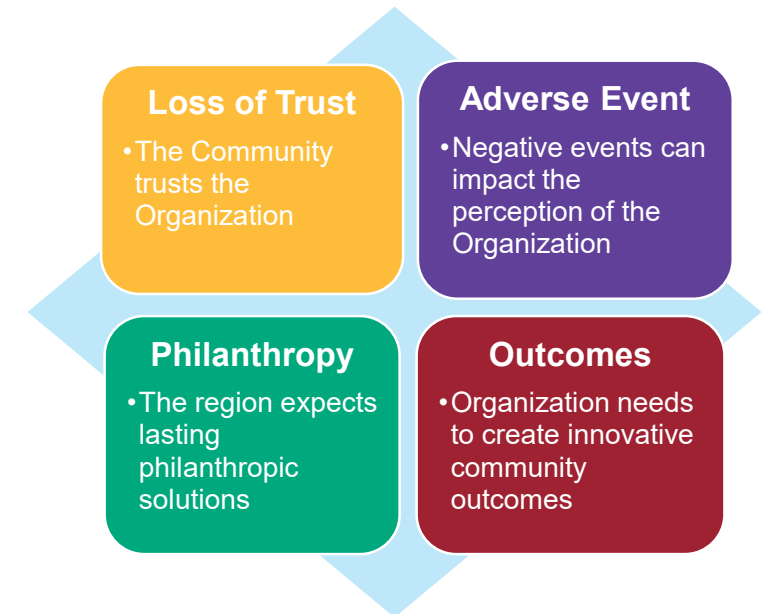 Loss of Trust
•The Community
trusts the
Organization
Adverse Event
•Negative events can
impact the
perception of the
Organization
Philanthropy
•The region expects
lasting
philanthropic
solutions
Outcomes
•Organization needs
to create innovative
community
outcomes